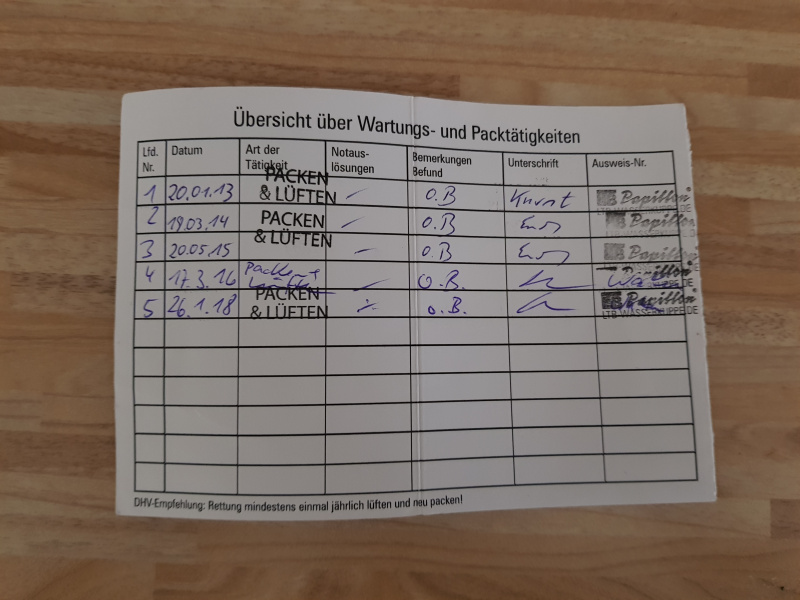 Übersicht über Wartungs- und Packtätigkeiten
Lfd. Nr. Datum Art der Tätigkeit Notaus-lösungen Bemerkungen Befund Unterschrift Ausweis-Nr.
1 20.01.13 PACKEN & LÜFTEN – O.B Papillon
2 19.03.14 PACKEN & LÜFTEN – O.B Papillon
3 20.05.15 PACKEN & LÜFTEN – O.B Papillon
4 17.3.16 – O.B. Papillon
5 26.1.18 PACKEN & LÜFTEN O.B. Papillon
DHV-Empfehlung: Rettung mindestens einmal jährlich lüften und neu packen!